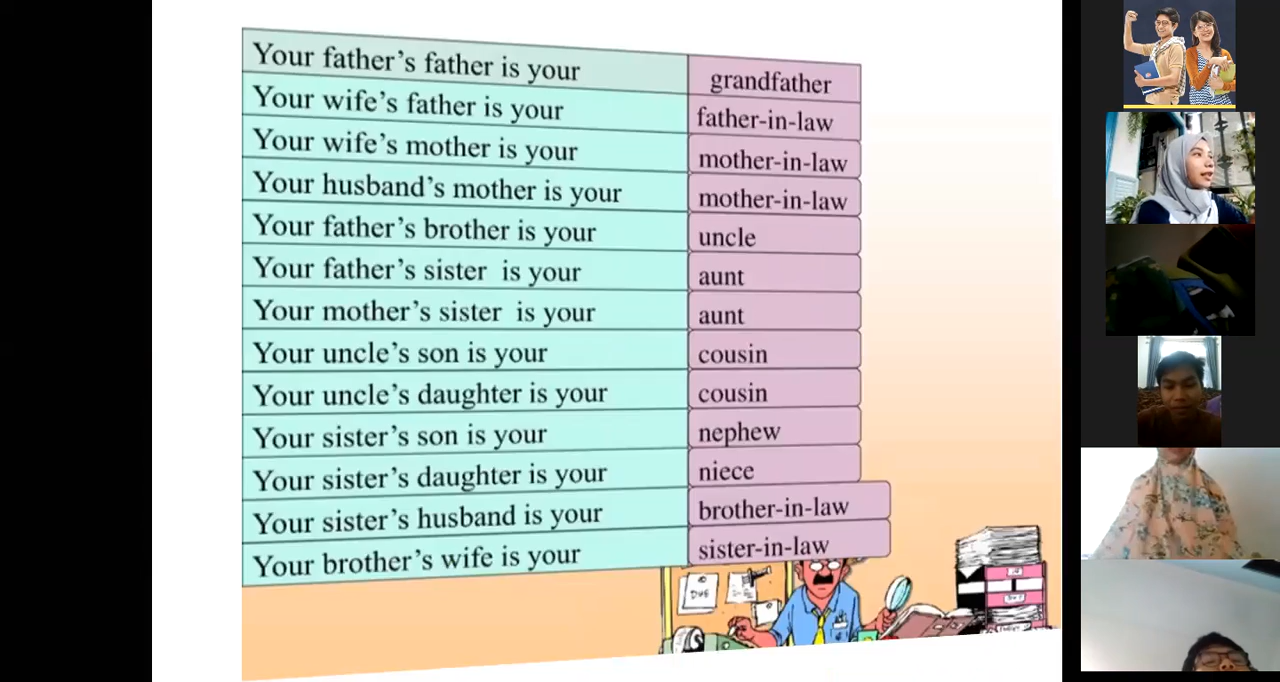 Your father's father is your grandfather
Your wife's father is your father-in-law
Your wife's mother is your mother-in-law
Your husband's mother is your mother-in-law
Your father's brother is your uncle
Your father's sister is your aunt
Your mother's sister is your aunt
Your uncle's son is your cousin
Your uncle's daughter is your cousin
Your sister's son is your nephew
Your sister's daughter is your niece
Your sister's husband is your brother-in-law
Your brother's wife is your sister-in-law
DUE